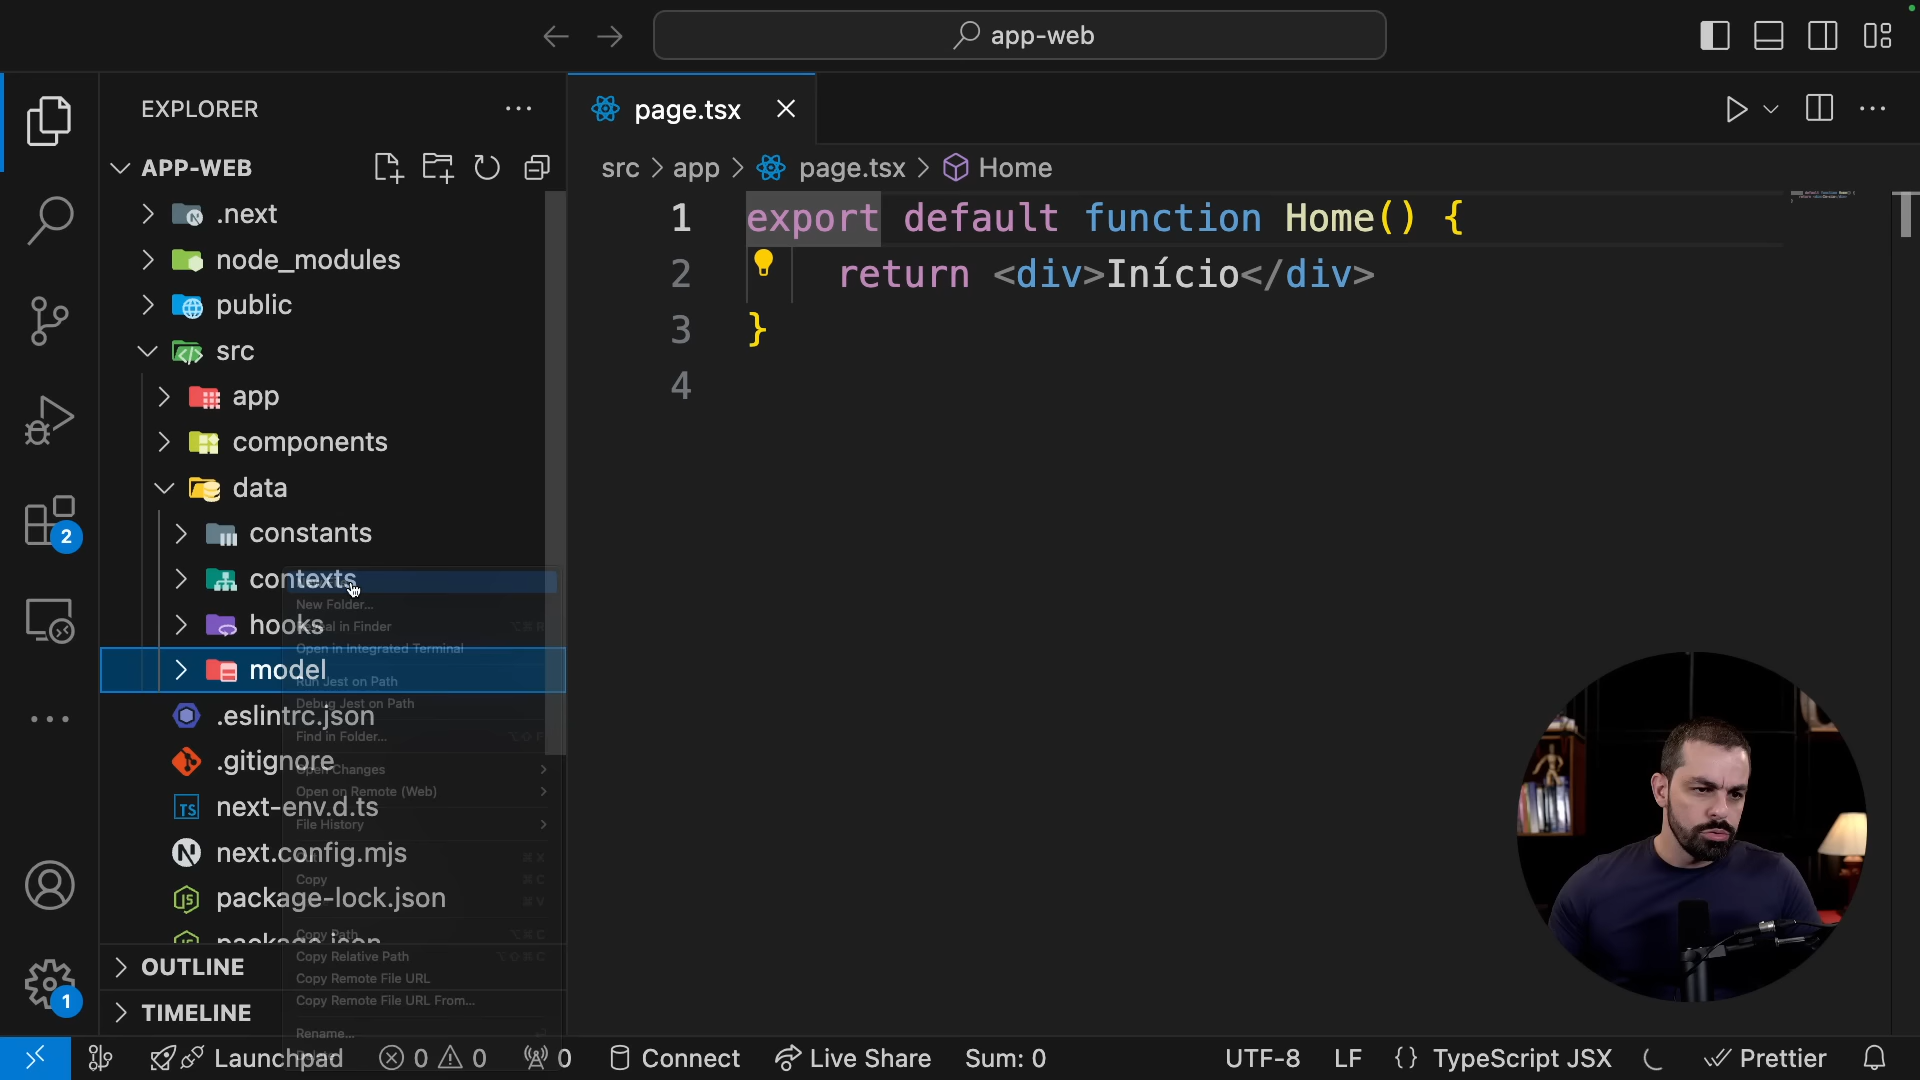 app-web
EXPLORER
page.tsx
APP-WEB
src app page.tsx Home
.next
node_modules
public
src
app
components
data
constants
contexts
hooks
model
.eslintrc.json
.gitignore
next-env.d.ts
next.config.mjs
package-lock.json
package.json
OUTLINE
TIMELINE
New Folder...
Reveal in Finder
Open in Integrated Terminal
Run Jest on Path
Debug Jest on Path
Find in Folder...
Open Changes
Open on Remote (Web)
File History
Copy
Copy Path
Copy Relative Path
Copy Remote File URL
Copy Remote File URL From...
Rename...
1 export default function Home() {
2 return <div>Início</div>
3 }
4
2
1
Launchpad 0 0 0 Connect Live Share Sum: 0 UTF-8 LF {} TypeScript JSX Prettier